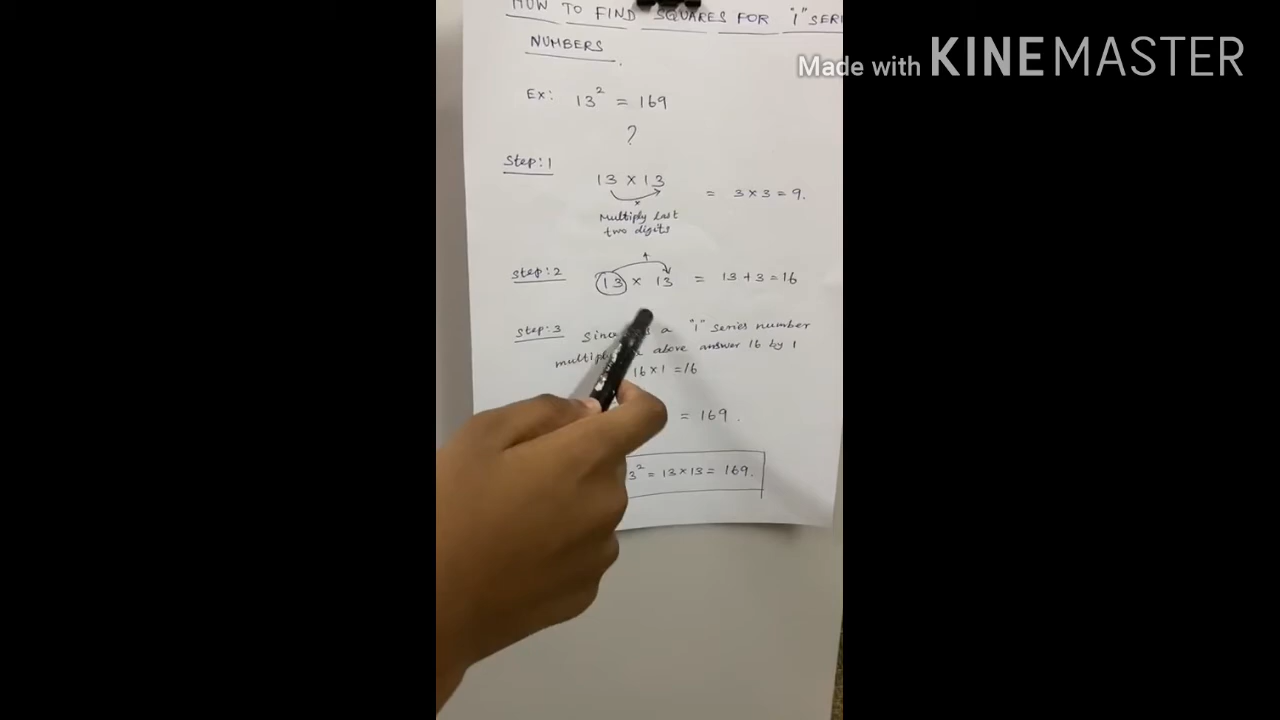 HOW TO FIND SQUARES FOR "1" SERI
NUMBERS.
Made with KINEMASTER
Ex: 13² = 169
?
Step:1
13 × 13 = 3 × 3 = 9.
×
Multiply last
two digits
+
Step:2 13 × 13 = 13 + 3 = 16
Step:3 Since a "1" series number
above answer 16 by 1
16 × 1 = 16
= 169.
3² = 13 × 13 = 169.